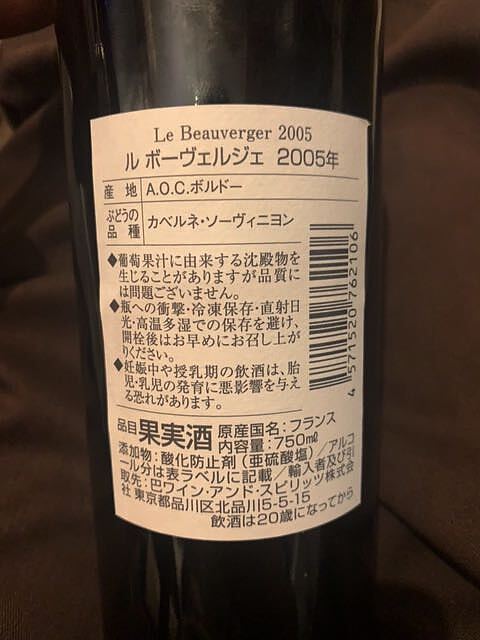 Le Beauverger 2005
ル ボーヴェルジェ 2005年
産地 A.O.C.ボルドー
ぶどうの品種 カベルネ・ソーヴィニヨン
◆葡萄果汁に由来する沈殿物を
生じることがありますが品質に
は問題ございません。
◆瓶への衝撃・冷凍保存・直射日
光・高温多湿での保存を避け、
開栓後はお早めにお召し上が
りください。
◆妊娠中や授乳期の飲酒は、胎
児・乳児の発育に悪影響を与え
る恐れがあります。
4 571520 762106
品目 果実酒 原産国名：フランス
内容量：750㎖
添加物：酸化防止剤（亜硫酸塩）／アルコ
ール分は表ラベルに記載／輸入者及び引
取先：巴ワイン・アンド・スピリッツ株式会
社 東京都品川区北品川5-5-15
飲酒は20歳になってから